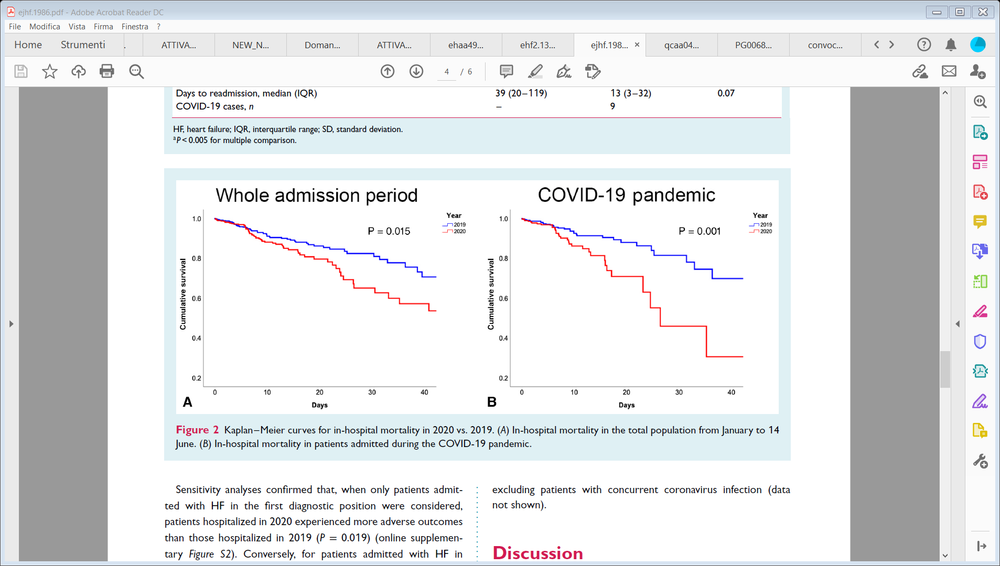 ejhf.1986.pdf - Adobe Acrobat Reader DC
File Modifica Vista Firma Finestra ?
Home Strumenti . ATTIVA... NEW_N... Doman... ATTIVA... ehaa49... ehf2.13... ejhf.198... × qcaa04... PG0068... convoc...
4 / 6
Days to readmission, median (IQR) 39 (20–119) 13 (3–32) 0.07
COVID-19 cases, n – 9
HF, heart failure; IQR, interquartile range; SD, standard deviation.
aP < 0.005 for multiple comparison.
Whole admission period
Year
2019
2020
P = 0.015
Cumulative survival
1.0
0.8
0.6
0.4
0.2
0 10 20 30 40
Days
A
COVID-19 pandemic
Year
2019
2020
P = 0.001
Cumulative survival
1.0
0.8
0.6
0.4
0.2
0 10 20 30 40
Days
B
Figure 2 Kaplan–Meier curves for in-hospital mortality in 2020 vs. 2019. (A) In-hospital mortality in the total population from January to 14
June. (B) In-hospital mortality in patients admitted during the COVID-19 pandemic.
Sensitivity analyses confirmed that, when only patients admit-
ted with HF in the first diagnostic position were considered,
patients hospitalized in 2020 experienced more adverse outcomes
than those hospitalized in 2019 (P = 0.019) (online supplemen-
tary Figure S2). Conversely, for patients admitted with HF in
excluding patients with concurrent coronavirus infection (data
not shown).
Discussion